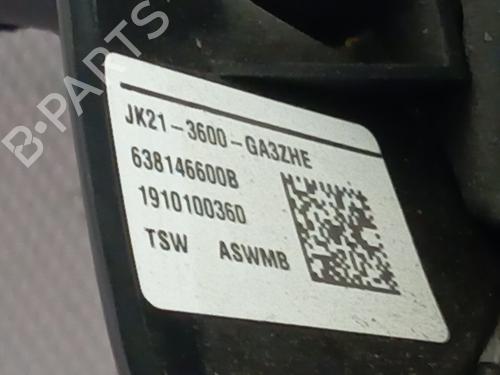 JK21-3600-GA3ZHE
638146600B
1910100360
TSW ASWMB
B-PARTS